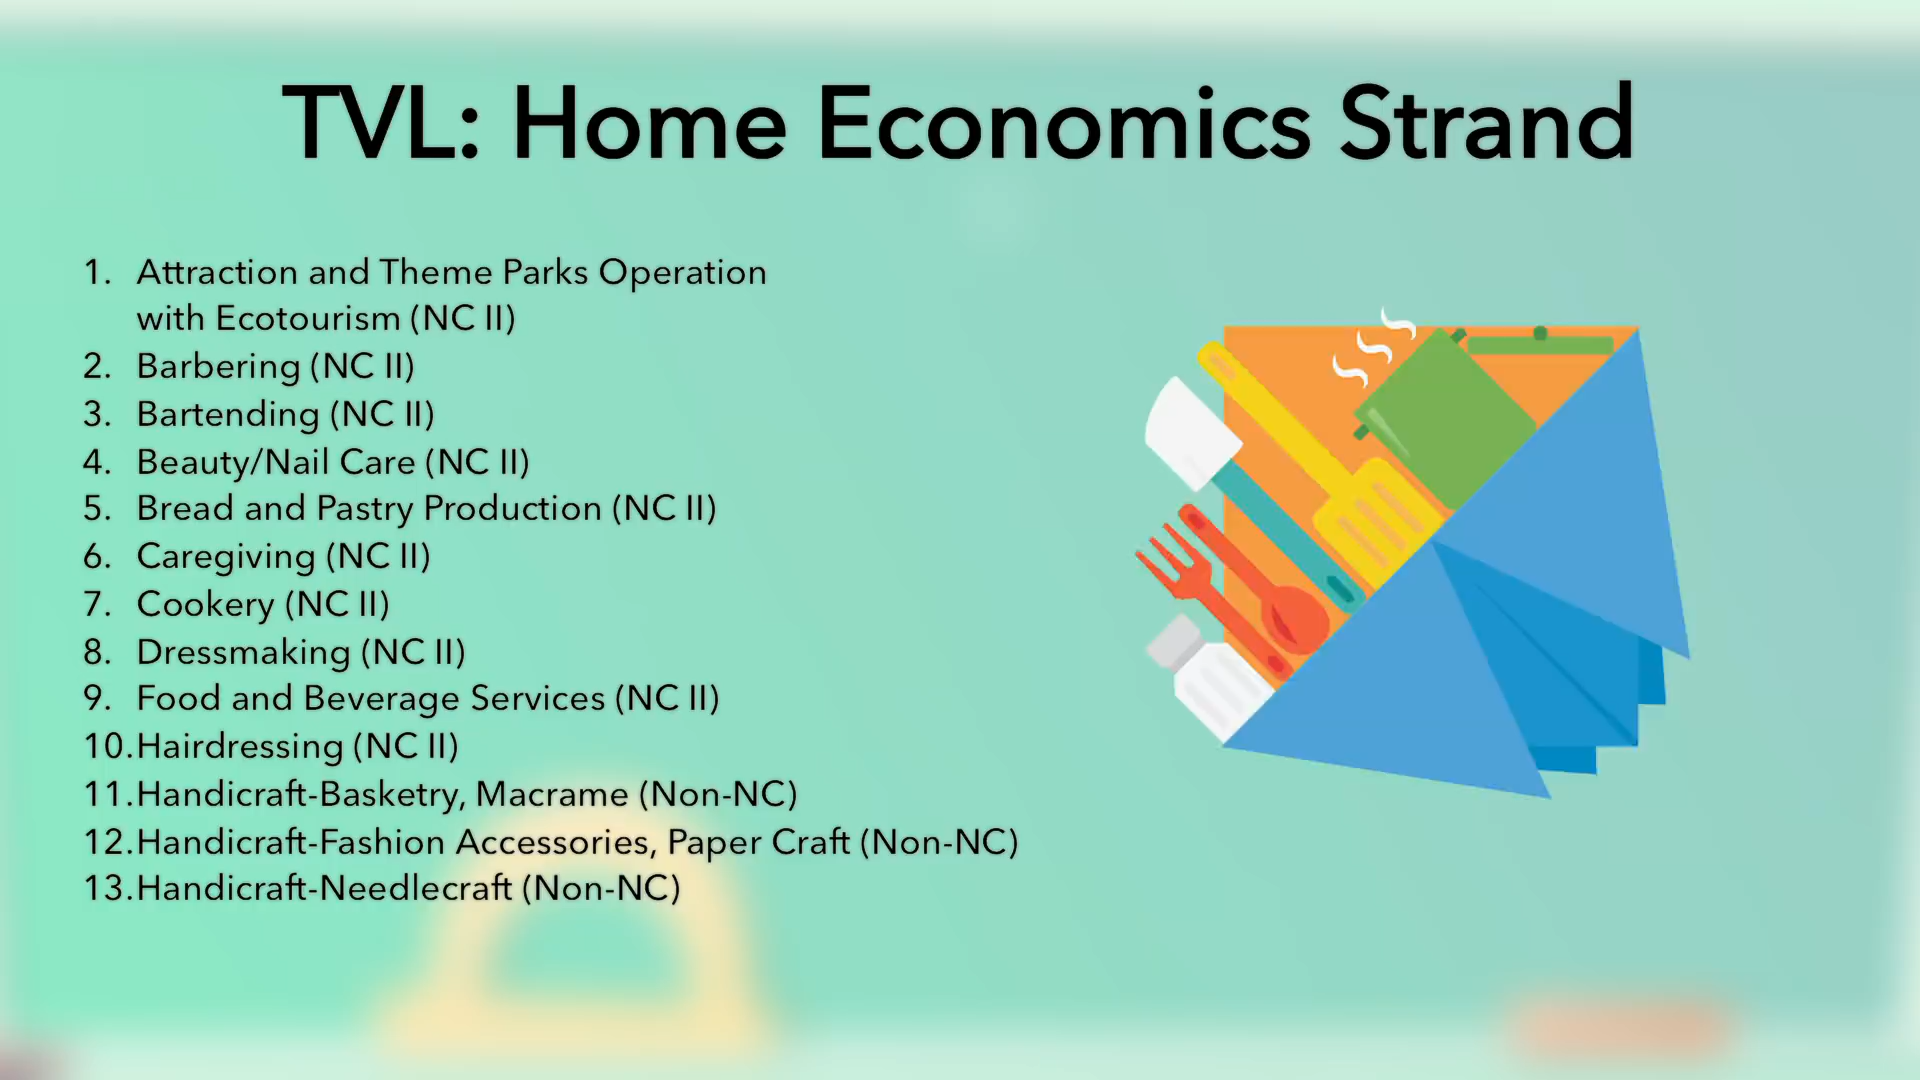 TVL: Home Economics Strand
1. Attraction and Theme Parks Operation
with Ecotourism (NC II)
2. Barbering (NC II)
3. Bartending (NC II)
4. Beauty/Nail Care (NC II)
5. Bread and Pastry Production (NC II)
6. Caregiving (NC II)
7. Cookery (NC II)
8. Dressmaking (NC II)
9. Food and Beverage Services (NC II)
10.Hairdressing (NC II)
11.Handicraft-Basketry, Macrame (Non-NC)
12.Handicraft-Fashion Accessories, Paper Craft (Non-NC)
13.Handicraft-Needlecraft (Non-NC)